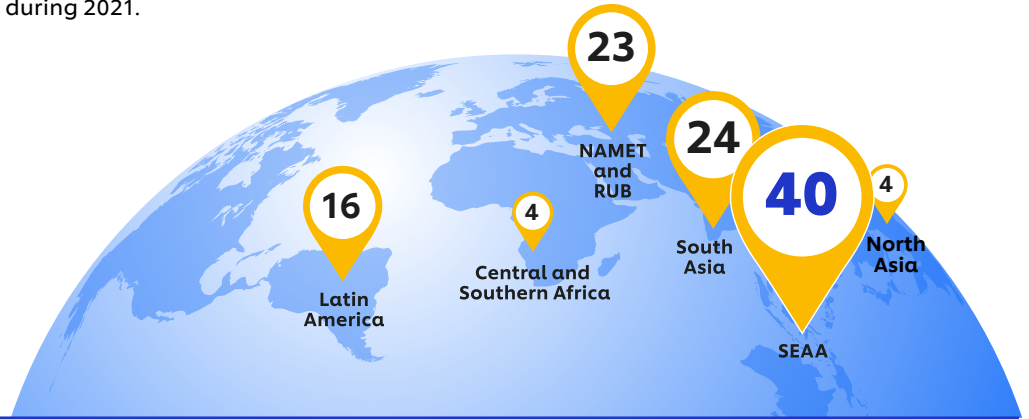 during 2021.
23
NAMET
and
RUB
24
South
Asia
40
SEAA
4
North
Asia
16
Latin
America
4
Central and
Southern Africa